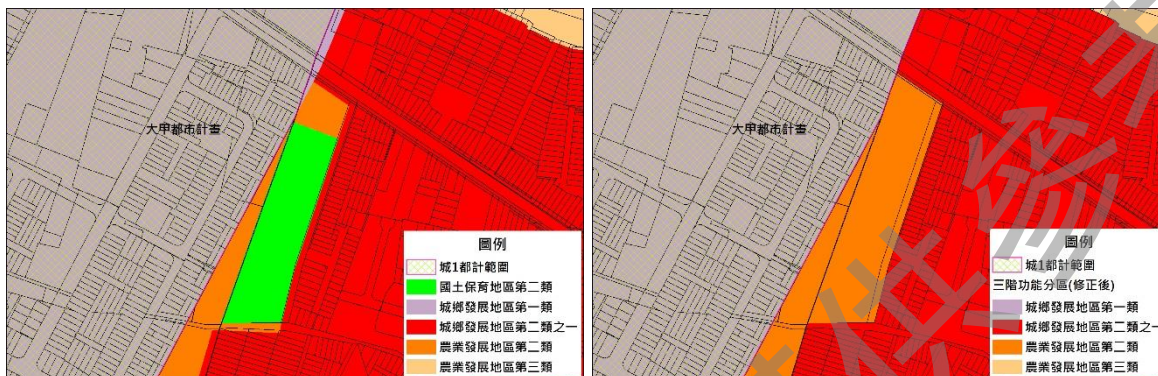 大甲都市計畫
圖例
城1都計範圍
國土保育地區第二類
城鄉發展地區第一類
城鄉發展地區第二類之一
農業發展地區第二類
農業發展地區第三類
大甲都市計畫
圖例
城1都計範圍
三階功能分區(修正後)
城鄉發展地區第一類
城鄉發展地區第二類之一
農業發展地區第二類
農業發展地區第三類
供參